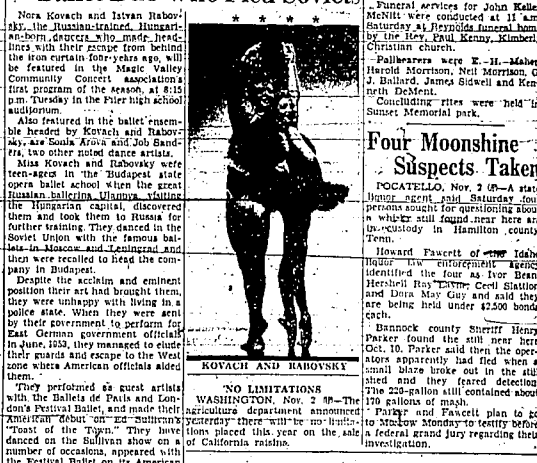 Nora Kovach and Istvan Rabov-
sky, the Russian-trained, Hungari-
an-born dancers who made head-
lines with their escape from behind
the iron curtain four years ago, will
be featured in the Magic Valley
Community Concert association's
first program of the season, at 8:15
p.m. Tuesday in the Filer high school
auditorium.
Also featured in the ballet ensem-
ble headed by Kovach and Rabov-
sky, are Sonia Arova and Job Sand-
ers, two other noted dance artists.
Miss Kovach and Rabovsky were
teen-agers in the Budapest state
opera ballet school when the great
Russian ballerina Ulanova, visiting
the Hungarian capital, discovered
them and took them to Russia for
further training. They danced in the
Soviet Union with the famous bal-
lets in Moscow and Leningrad and
then were recalled to head the com-
pany in Budapest.
Despite the acclaim and eminent
position their art had brought them,
they were unhappy with living in a
police state. When they were sent
by their government to perform for
East German government officials
in June, 1953, they managed to elude
their guards and escape to the West
zone where American officials aided
them.
They performed as guest artists
with the Ballets de Paris and Lon-
don's Festival Ballet, and made their
American debut on Ed Sullivan's
"Toast of the Town." They have
danced on the Sullivan show on a
number of occasions, appeared with
the Festival Ballet on its American
* * * *
KOVACH AND RABOVSKY
NO LIMITATIONS
WASHINGTON, Nov. 2 (AP)—The
agriculture department announced
yesterday there will be no limita-
tions placed this year on the sale
of California raisins.
Funeral services for John Kelle
McNitt were conducted at 11 a.m.
Saturday at Reynolds funeral hom
by the Rev. Paul Kenny, Kimberl
Christian church.
Pallbearers were E. H. Maher
Harold Morrison, Neil Morrison, G
J. Ballard, James Sidwell and Ken-
neth DeMent.
Concluding rites were held in
Sunset Memorial park.
Four Moonshine
Suspects Taken
POCATELLO, Nov. 2 (AP)—A state
liquor agent said Saturday four
persons sought for questioning about
a whisky still found near here are
in custody in Hamilton county
Tenn.
Howard Fawcett of the Idaho
liquor law enforcement agency
identified the four as Ivor Bean
Hershell Ray Cecil
and Dora May Guy and said they
are being held under $2,500 bonds
each.
Bannock county Sheriff Henry
Parker found the still near here
Oct. 10. Parker said then the oper-
ators apparently had fled when a
small blaze broke out in the still
shed and they feared detection
The 220-gallon still contained about
170 gallons of mash.
Parker and Fawcett plan to go
to Monday to testify before
a federal grand jury regarding their
investigation.